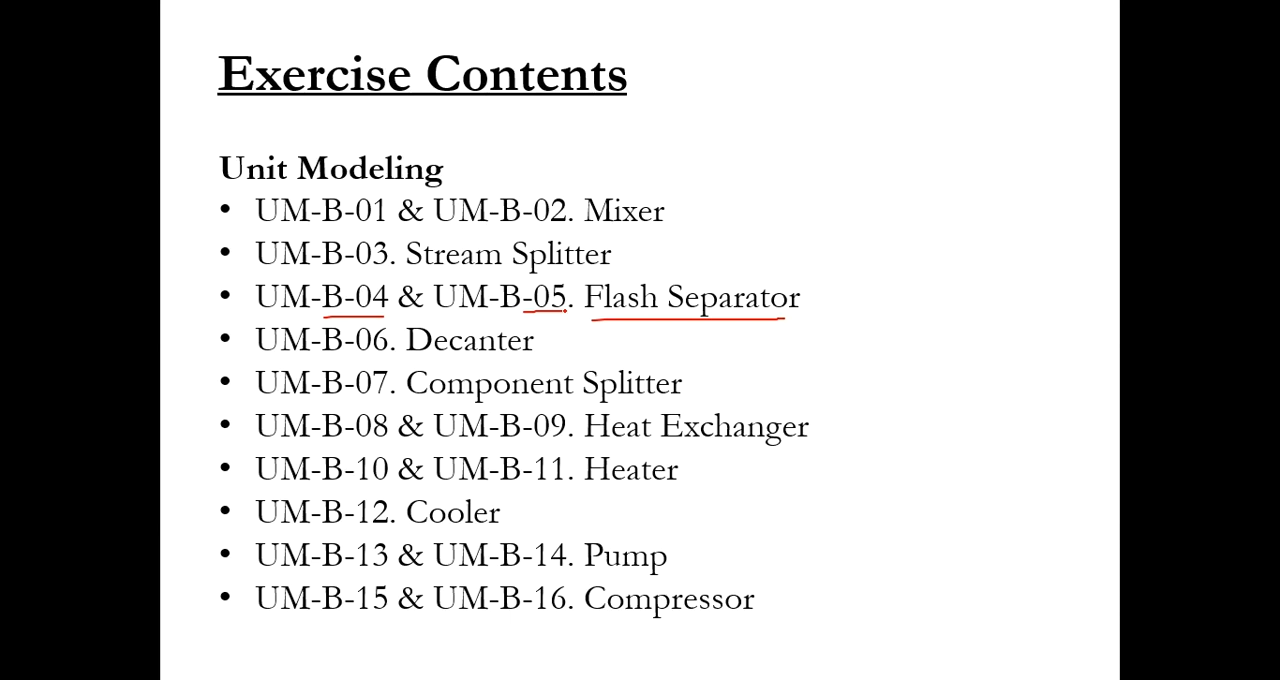 Exercise Contents
Unit Modeling
• UM-B-01 & UM-B-02. Mixer
• UM-B-03. Stream Splitter
• UM-B-04 & UM-B-05. Flash Separator
• UM-B-06. Decanter
• UM-B-07. Component Splitter
• UM-B-08 & UM-B-09. Heat Exchanger
• UM-B-10 & UM-B-11. Heater
• UM-B-12. Cooler
• UM-B-13 & UM-B-14. Pump
• UM-B-15 & UM-B-16. Compressor